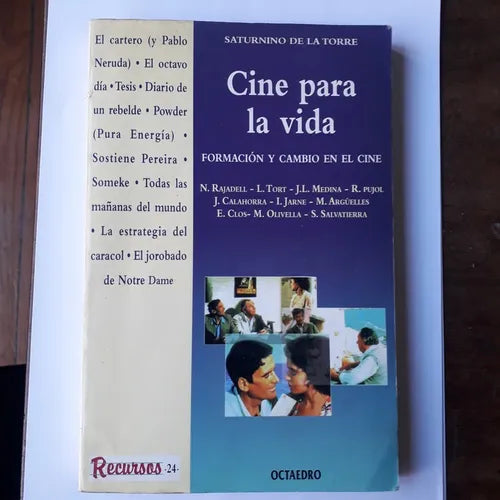 El cartero (y Pablo
Neruda) • El octavo
día • Tesis • Diario de
un rebelde • Powder
(Pura Energía) •
Sostiene Pereira •
Someke • Todas las
mañanas del mundo
• La estrategia del
caracol • El jorobado
de Notre Dame
Recursos -24-
SATURNINO DE LA TORRE
Cine para
la vida
FORMACIÓN Y CAMBIO EN EL CINE
N. RAJADELL - L. TORT - J.L. MEDINA - R. PUJOL
J. CALAHORRA - I. JARNE - M. ARGÜELLES
E. CLOS- M. OLIVELLA - S. SALVATIERRA
OCTAEDRO